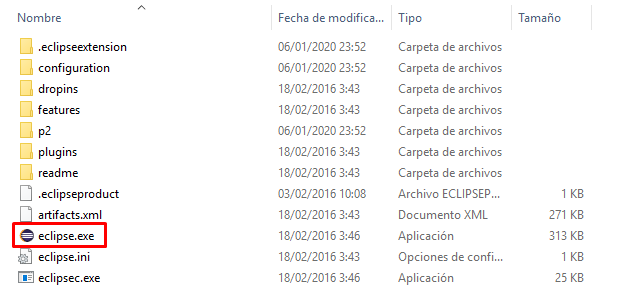 Nombre Fecha de modifica... Tipo Tamaño
.eclipseextension 06/01/2020 23:52 Carpeta de archivos
configuration 06/01/2020 23:52 Carpeta de archivos
dropins 18/02/2016 3:43 Carpeta de archivos
features 18/02/2016 3:43 Carpeta de archivos
p2 06/01/2020 23:52 Carpeta de archivos
plugins 18/02/2016 3:43 Carpeta de archivos
readme 18/02/2016 3:43 Carpeta de archivos
.eclipseproduct 03/02/2016 10:08 Archivo ECLIPSEP... 1 KB
artifacts.xml 18/02/2016 3:43 Documento XML 271 KB
eclipse.exe 18/02/2016 3:46 Aplicación 313 KB
eclipse.ini 18/02/2016 3:43 Opciones de confi... 1 KB
eclipsec.exe 18/02/2016 3:46 Aplicación 25 KB